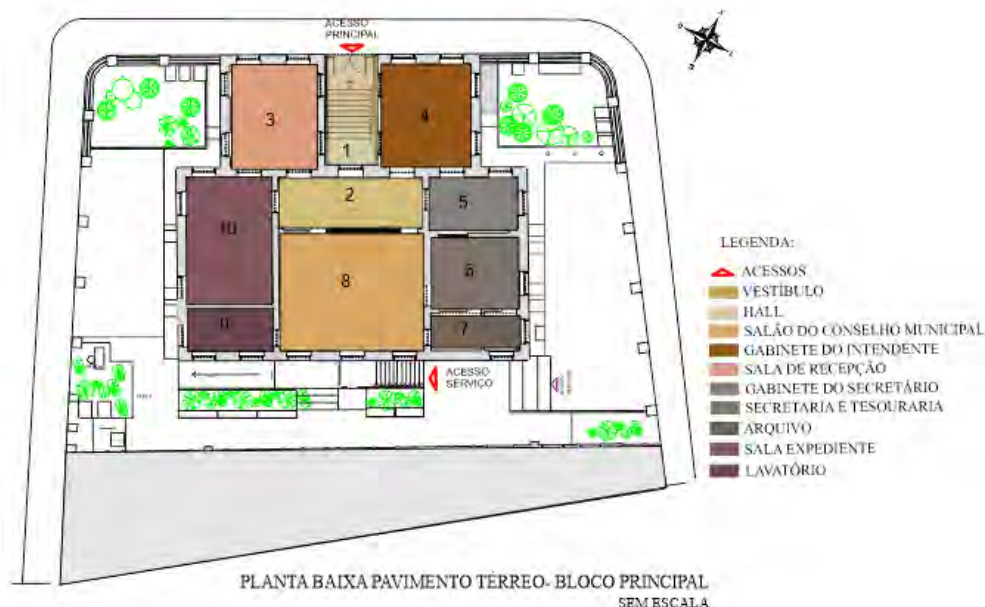 ACESSO
PRINCIPAL
3
4
1
2
5
10
8
6
7
ACESSO
SERVIÇO
LEGENDA:
ACESSOS
VESTÍBULO
HALL
SALÃO DO CONSELHO MUNICIPAL
GABINETE DO INTENDENTE
SALA DE RECEPÇÃO
GABINETE DO SECRETÁRIO
SECRETARIA E TESOURARIA
ARQUIVO
SALA EXPEDIENTE
LAVATÓRIO
PLANTA BAIXA PAVIMENTO TÉRREO- BLOCO PRINCIPAL
SEM ESCALA